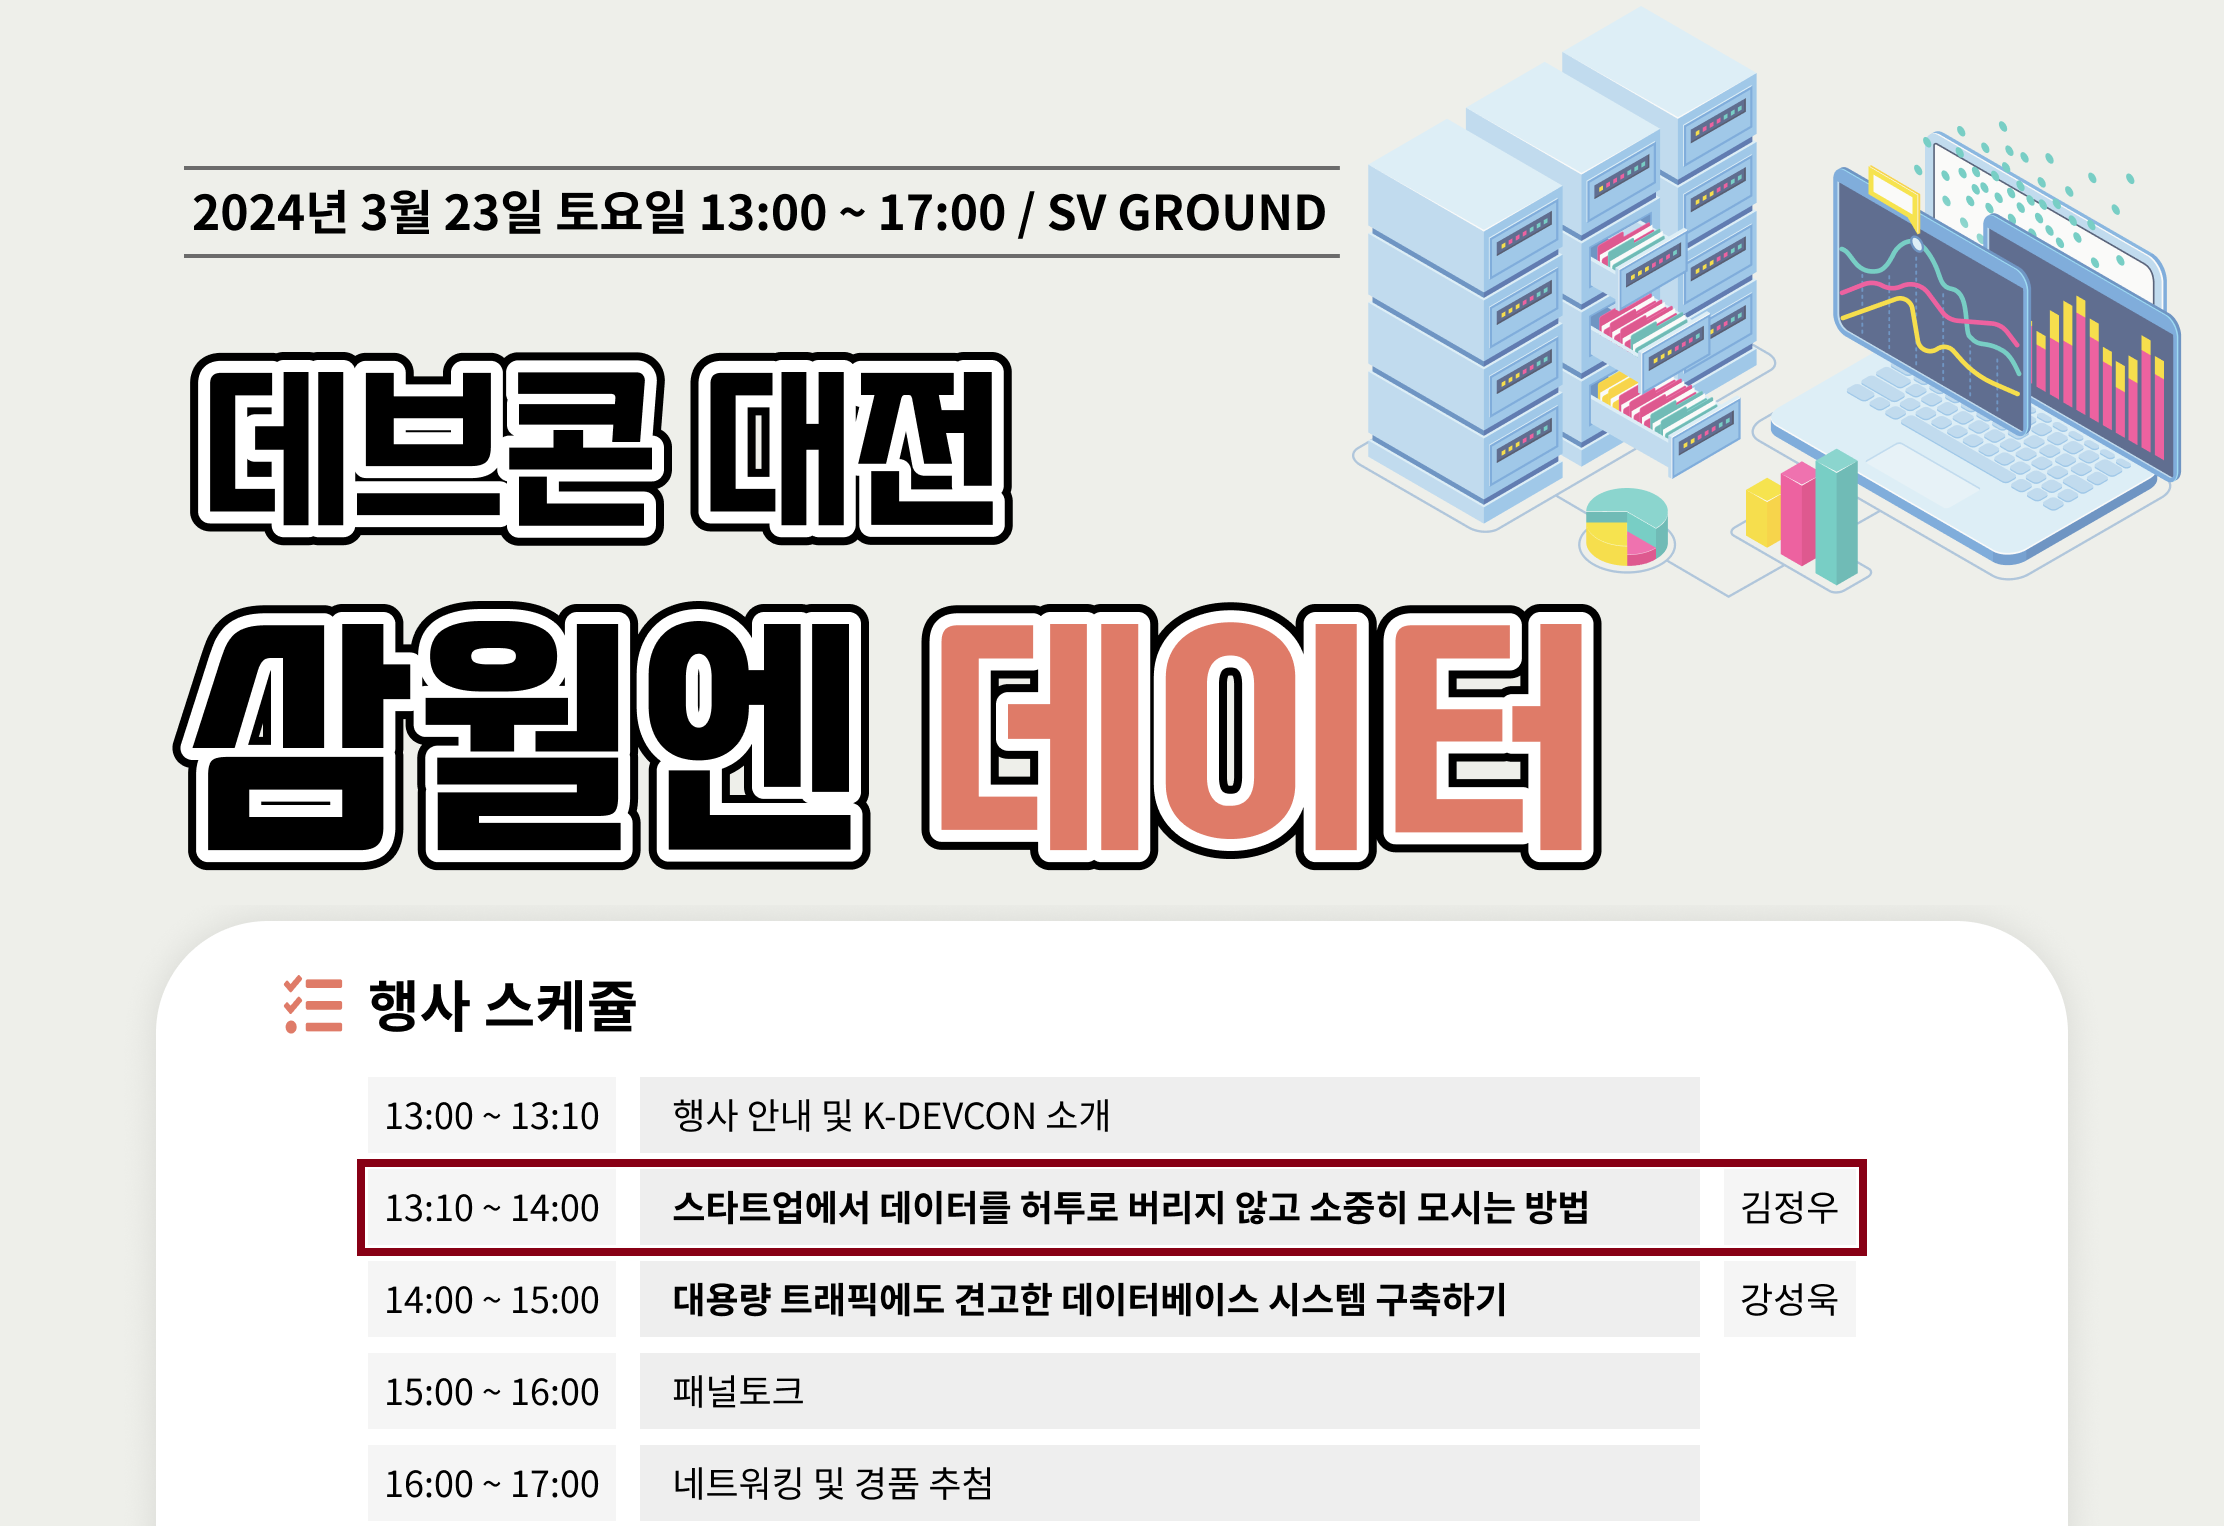 2024년 3월 23일 토요일 13:00 ~ 17:00 / SV GROUND
데브콘 대전
삼월엔 데이터
행사 스케쥴
13:00 ~ 13:10 행사 안내 및 K-DEVCON 소개
13:10 ~ 14:00 스타트업에서 데이터를 허투로 버리지 않고 소중히 모시는 방법 김정우
14:00 ~ 15:00 대용량 트래픽에도 견고한 데이터베이스 시스템 구축하기 강성욱
15:00 ~ 16:00 패널토크
16:00 ~ 17:00 네트워킹 및 경품 추첨